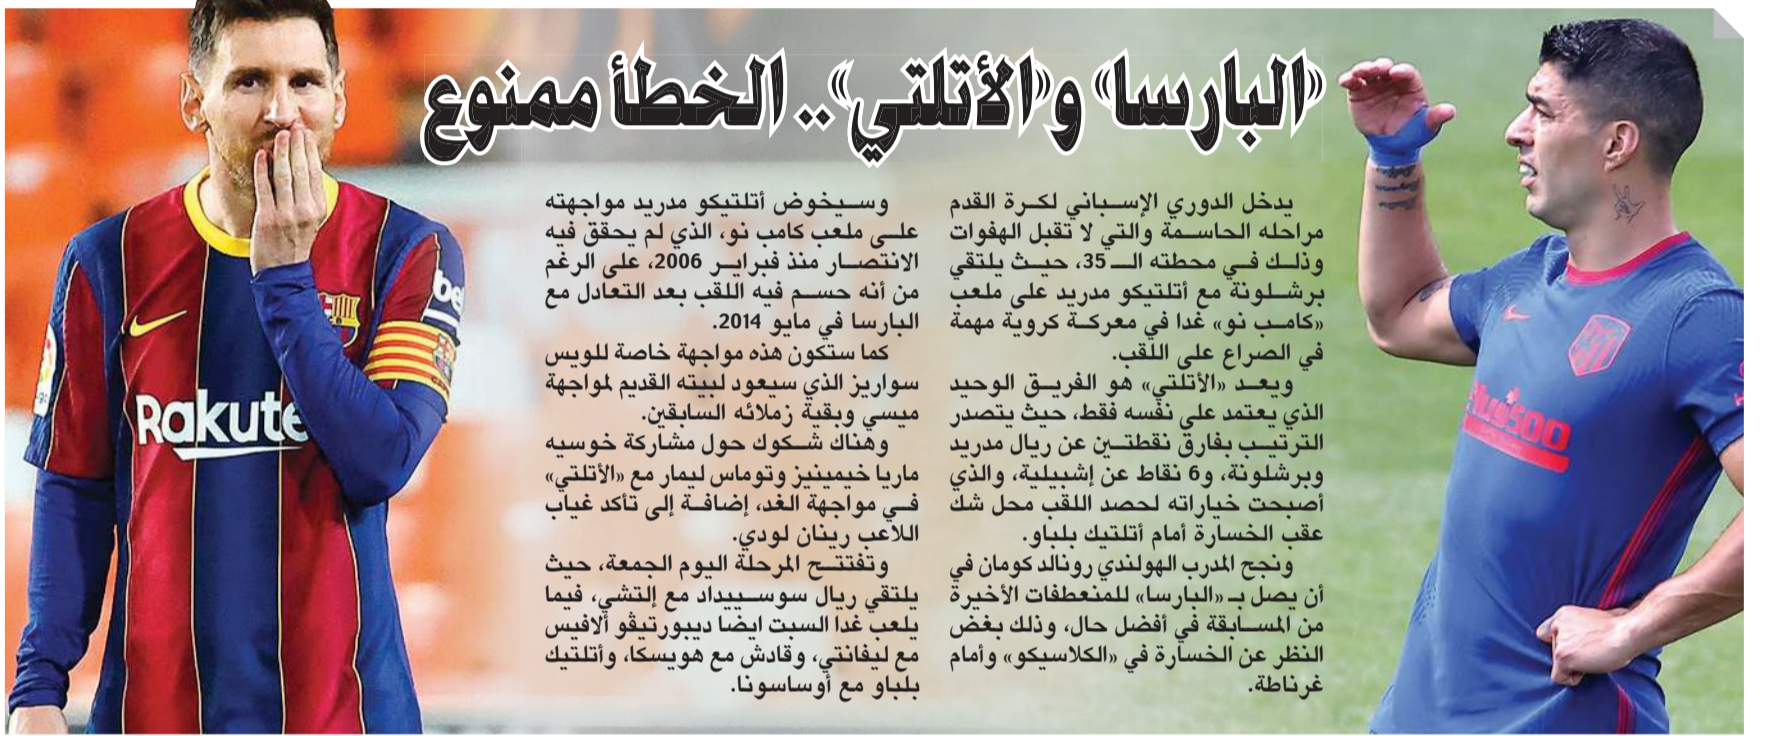 «البارسا» و«الأتلتي».. الخطأ ممنوع
يدخل الدوري الإسباني لكرة القدم
مراحله الحاسمة والتي لا تقبل الهفوات
وذلك في محطته الـ 35، حيث يلتقي
برشلونة مع أتلتيكو مدريد على ملعب
«كامب نو» غدا في معركة كروية مهمة
في الصراع على اللقب.
ويعد «الأتلتي» هو الفريق الوحيد
الذي يعتمد على نفسه فقط، حيث يتصدر
الترتيب بفارق نقطتين عن ريال مدريد
وبرشلونة، و6 نقاط عن إشبيلية، والذي
أصبحت خياراته لحصد اللقب محل شك
عقب الخسارة أمام أتلتيك بلباو.
ونجح المدرب الهولندي رونالد كومان في
أن يصل بـ «البارسا» للمنعطفات الأخيرة
من المسابقة في أفضل حال، وذلك بغض
النظر عن الخسارة في «الكلاسيكو» وأمام
غرناطة.
وسيخوض أتلتيكو مدريد مواجهته
على ملعب كامب نو، الذي لم يحقق فيه
الانتصار منذ فبراير 2006، على الرغم
من أنه حسم فيه اللقب بعد التعادل مع
البارسا في مايو 2014.
كما ستكون هذه مواجهة خاصة للويس
سواريز الذي سيعود لبيته القديم لمواجهة
ميسي وبقية زملائه السابقين.
وهناك شكوك حول مشاركة خوسيه
ماريا خيمينيز وتوماس ليمار مع «الأتلتي»
في مواجهة الغد، إضافة إلى تأكد غياب
اللاعب رينان لودي.
وتفتتح المرحلة اليوم الجمعة، حيث
يلتقي ريال سوسييداد مع إلتشي، فيما
يلعب غدا السبت ايضا ديبورتيڤو ألافيس
مع ليفانتي، وقادش مع هويسكا، وأتلتيك
بلباو مع أوساسونا.
Rakute
be